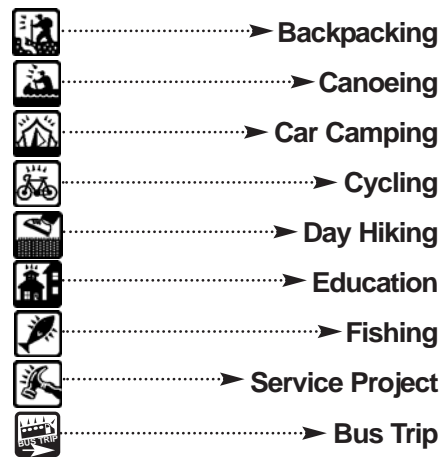 Backpacking
Canoeing
Car Camping
Cycling
Day Hiking
Education
Fishing
Service Project
BUS TRIP
Bus Trip